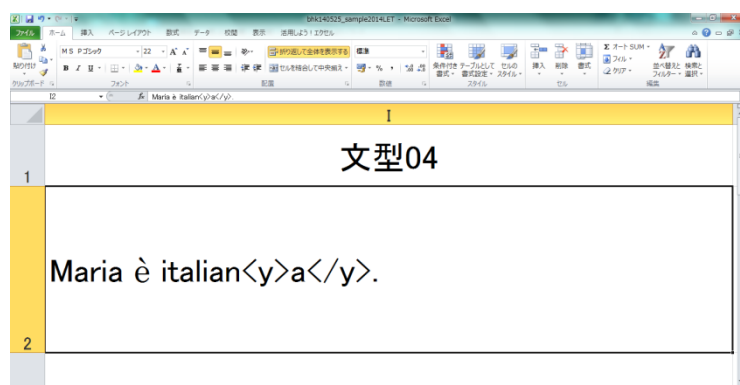 bhk140525_sample2014LET - Microsoft Excel
ファイル ホーム 挿入 ページ レイアウト 数式 データ 校閲 表示 活用しよう！エクセル
MS Pゴシック 22 折り返して全体を表示する 標準 Σ オート SUM
貼り付け B I U セルを結合して中央揃え 条件付き 書式 テーブルとして 書式設定 セルの スタイル 挿入 削除 書式 フィル クリア 並べ替えと フィルター 検索と 選択
クリップボード フォント 配置 数値 スタイル セル 編集
I2 fx Maria è italian<y>a</y>.
I
1 文型04
2 Maria è italian<y>a</y>.